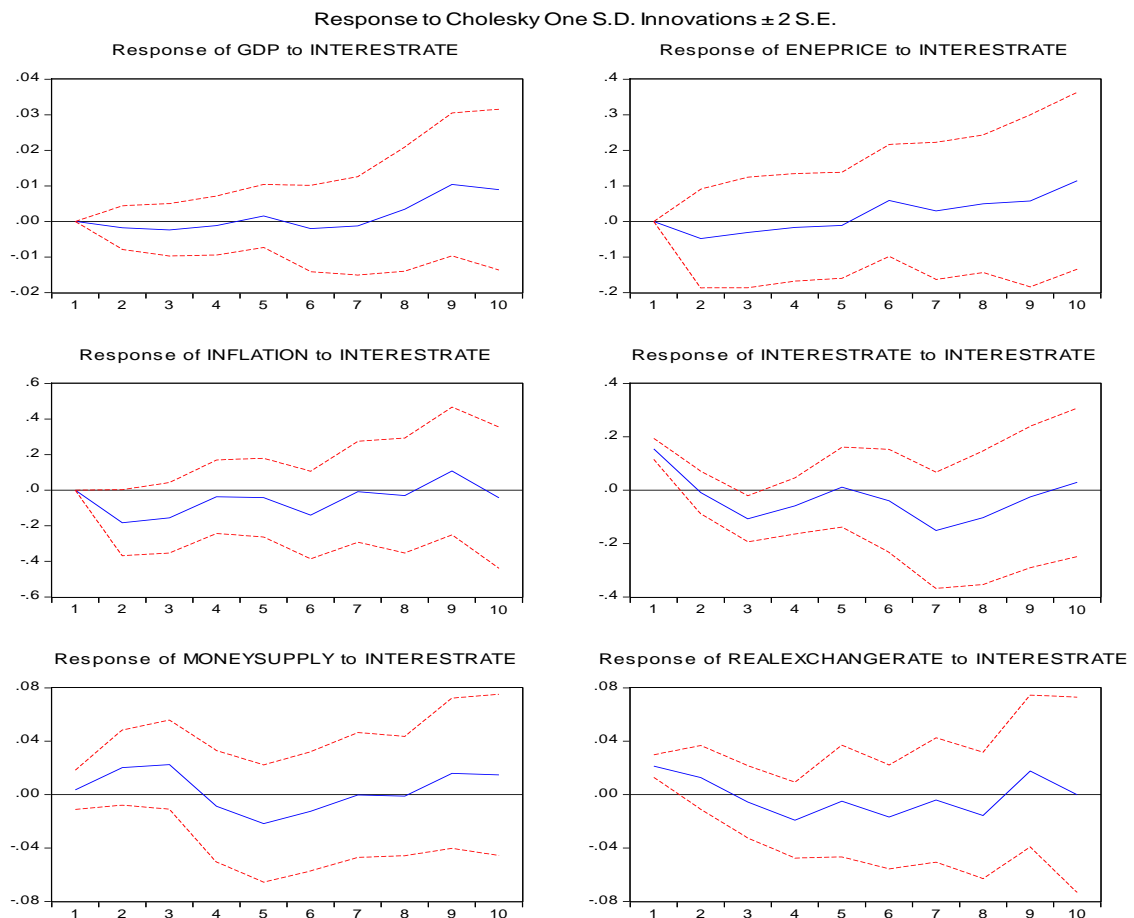 Response to Cholesky One S.D. Innovations ± 2 S.E.
Response of GDP to INTERESTRATE
.04
.03
.02
.01
.00
-.01
-.02
1 2 3 4 5 6 7 8 9 10
Response of ENEPRICE to INTERESTRATE
.4
.3
.2
.1
.0
-.1
-.2
1 2 3 4 5 6 7 8 9 10
Response of INFLATION to INTERESTRATE
.6
.4
.2
.0
-.2
-.4
-.6
1 2 3 4 5 6 7 8 9 10
Response of INTERESTRATE to INTERESTRATE
.4
.2
.0
-.2
-.4
1 2 3 4 5 6 7 8 9 10
Response of MONEYSUPPLY to INTERESTRATE
.08
.04
.00
-.04
-.08
1 2 3 4 5 6 7 8 9 10
Response of REALEXCHANGERATE to INTERESTRATE
.08
.04
.00
-.04
-.08
1 2 3 4 5 6 7 8 9 10